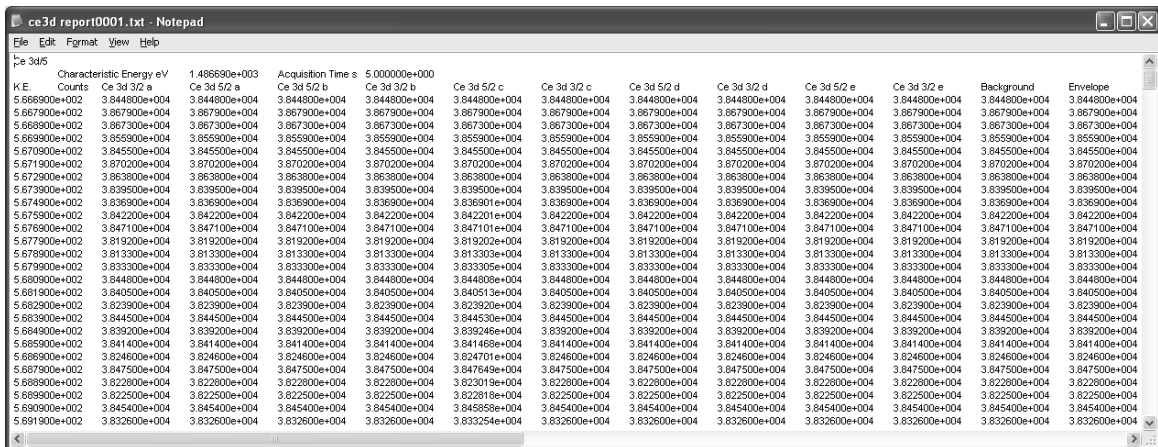 ce3d report0001.txt - Notepad
File Edit Format View Help
Ce 3d/5
Characteristic Energy eV 1.486690e+003 Acquisition Time s 5.000000e+000
K.E. Counts Ce 3d 3/2 a Ce 3d 5/2 a Ce 3d 5/2 b Ce 3d 3/2 b Ce 3d 5/2 c Ce 3d 3/2 c Ce 3d 5/2 d Ce 3d 3/2 d Ce 3d 5/2 e Ce 3d 3/2 e Background Envelope
5.666900e+002 3.844800e+004 3.844800e+004 3.844800e+004 3.844800e+004 3.844800e+004 3.844800e+004 3.844800e+004 3.844800e+004 3.844800e+004 3.844800e+004 3.844800e+004 3.844800e+004
5.667900e+002 3.867900e+004 3.867900e+004 3.867900e+004 3.867900e+004 3.867900e+004 3.867900e+004 3.867900e+004 3.867900e+004 3.867900e+004 3.867900e+004 3.867900e+004 3.867900e+004
5.668900e+002 3.867300e+004 3.867300e+004 3.867300e+004 3.867300e+004 3.867300e+004 3.867300e+004 3.867300e+004 3.867300e+004 3.867300e+004 3.867300e+004 3.867300e+004 3.867300e+004
5.669900e+002 3.855900e+004 3.855900e+004 3.855900e+004 3.855900e+004 3.855900e+004 3.855900e+004 3.855900e+004 3.855900e+004 3.855900e+004 3.855900e+004 3.855900e+004 3.855900e+004
5.670900e+002 3.845500e+004 3.845500e+004 3.845500e+004 3.845500e+004 3.845500e+004 3.845500e+004 3.845500e+004 3.845500e+004 3.845500e+004 3.845500e+004 3.845500e+004 3.845500e+004
5.671900e+002 3.870200e+004 3.870200e+004 3.870200e+004 3.870200e+004 3.870200e+004 3.870200e+004 3.870200e+004 3.870200e+004 3.870200e+004 3.870200e+004 3.870200e+004 3.870200e+004
5.672900e+002 3.863800e+004 3.863800e+004 3.863800e+004 3.863800e+004 3.863800e+004 3.863800e+004 3.863800e+004 3.863800e+004 3.863800e+004 3.863800e+004 3.863800e+004 3.863800e+004
5.673900e+002 3.839500e+004 3.839500e+004 3.839500e+004 3.839500e+004 3.839500e+004 3.839500e+004 3.839500e+004 3.839500e+004 3.839500e+004 3.839500e+004 3.839500e+004 3.839500e+004
5.674900e+002 3.836900e+004 3.836900e+004 3.836900e+004 3.836900e+004 3.836901e+004 3.836900e+004 3.836900e+004 3.836900e+004 3.836900e+004 3.836900e+004 3.836900e+004 3.836900e+004
5.675900e+002 3.842200e+004 3.842200e+004 3.842200e+004 3.842200e+004 3.842201e+004 3.842200e+004 3.842200e+004 3.842200e+004 3.842200e+004 3.842200e+004 3.842200e+004 3.842200e+004
5.676900e+002 3.847100e+004 3.847100e+004 3.847100e+004 3.847100e+004 3.847101e+004 3.847100e+004 3.847100e+004 3.847100e+004 3.847100e+004 3.847100e+004 3.847100e+004 3.847100e+004
5.677900e+002 3.819200e+004 3.819200e+004 3.819200e+004 3.819200e+004 3.819202e+004 3.819200e+004 3.819200e+004 3.819200e+004 3.819200e+004 3.819200e+004 3.819200e+004 3.819200e+004
5.678900e+002 3.813300e+004 3.813300e+004 3.813300e+004 3.813300e+004 3.813303e+004 3.813300e+004 3.813300e+004 3.813300e+004 3.813300e+004 3.813300e+004 3.813300e+004 3.813300e+004
5.679900e+002 3.833300e+004 3.833300e+004 3.833300e+004 3.833300e+004 3.833305e+004 3.833300e+004 3.833300e+004 3.833300e+004 3.833300e+004 3.833300e+004 3.833300e+004 3.833300e+004
5.680900e+002 3.844800e+004 3.844800e+004 3.844800e+004 3.844800e+004 3.844808e+004 3.844800e+004 3.844800e+004 3.844800e+004 3.844800e+004 3.844800e+004 3.844800e+004 3.844800e+004
5.681900e+002 3.840500e+004 3.840500e+004 3.840500e+004 3.840500e+004 3.840513e+004 3.840500e+004 3.840500e+004 3.840500e+004 3.840500e+004 3.840500e+004 3.840500e+004 3.840500e+004
5.682900e+002 3.823900e+004 3.823900e+004 3.823900e+004 3.823900e+004 3.823920e+004 3.823900e+004 3.823900e+004 3.823900e+004 3.823900e+004 3.823900e+004 3.823900e+004 3.823900e+004
5.683900e+002 3.844500e+004 3.844500e+004 3.844500e+004 3.844500e+004 3.844530e+004 3.844500e+004 3.844500e+004 3.844500e+004 3.844500e+004 3.844500e+004 3.844500e+004 3.844500e+004
5.684900e+002 3.839200e+004 3.839200e+004 3.839200e+004 3.839200e+004 3.839246e+004 3.839200e+004 3.839200e+004 3.839200e+004 3.839200e+004 3.839200e+004 3.839200e+004 3.839200e+004
5.685900e+002 3.841400e+004 3.841400e+004 3.841400e+004 3.841400e+004 3.841468e+004 3.841400e+004 3.841400e+004 3.841400e+004 3.841400e+004 3.841400e+004 3.841400e+004 3.841400e+004
5.686900e+002 3.824600e+004 3.824600e+004 3.824600e+004 3.824600e+004 3.824701e+004 3.824600e+004 3.824600e+004 3.824600e+004 3.824600e+004 3.824600e+004 3.824600e+004 3.824600e+004
5.687900e+002 3.847500e+004 3.847500e+004 3.847500e+004 3.847500e+004 3.847649e+004 3.847500e+004 3.847500e+004 3.847500e+004 3.847500e+004 3.847500e+004 3.847500e+004 3.847500e+004
5.688900e+002 3.822800e+004 3.822800e+004 3.822800e+004 3.822800e+004 3.823019e+004 3.822800e+004 3.822800e+004 3.822800e+004 3.822800e+004 3.822800e+004 3.822800e+004 3.822800e+004
5.689900e+002 3.822500e+004 3.822500e+004 3.822500e+004 3.822500e+004 3.822818e+004 3.822500e+004 3.822500e+004 3.822500e+004 3.822500e+004 3.822500e+004 3.822500e+004 3.822500e+004
5.690900e+002 3.845400e+004 3.845400e+004 3.845400e+004 3.845400e+004 3.845858e+004 3.845400e+004 3.845400e+004 3.845400e+004 3.845400e+004 3.845400e+004 3.845400e+004 3.845400e+004
5.691900e+002 3.832600e+004 3.832600e+004 3.832600e+004 3.832600e+004 3.833254e+004 3.832600e+004 3.832600e+004 3.832600e+004 3.832600e+004 3.832600e+004 3.832600e+004 3.832600e+004